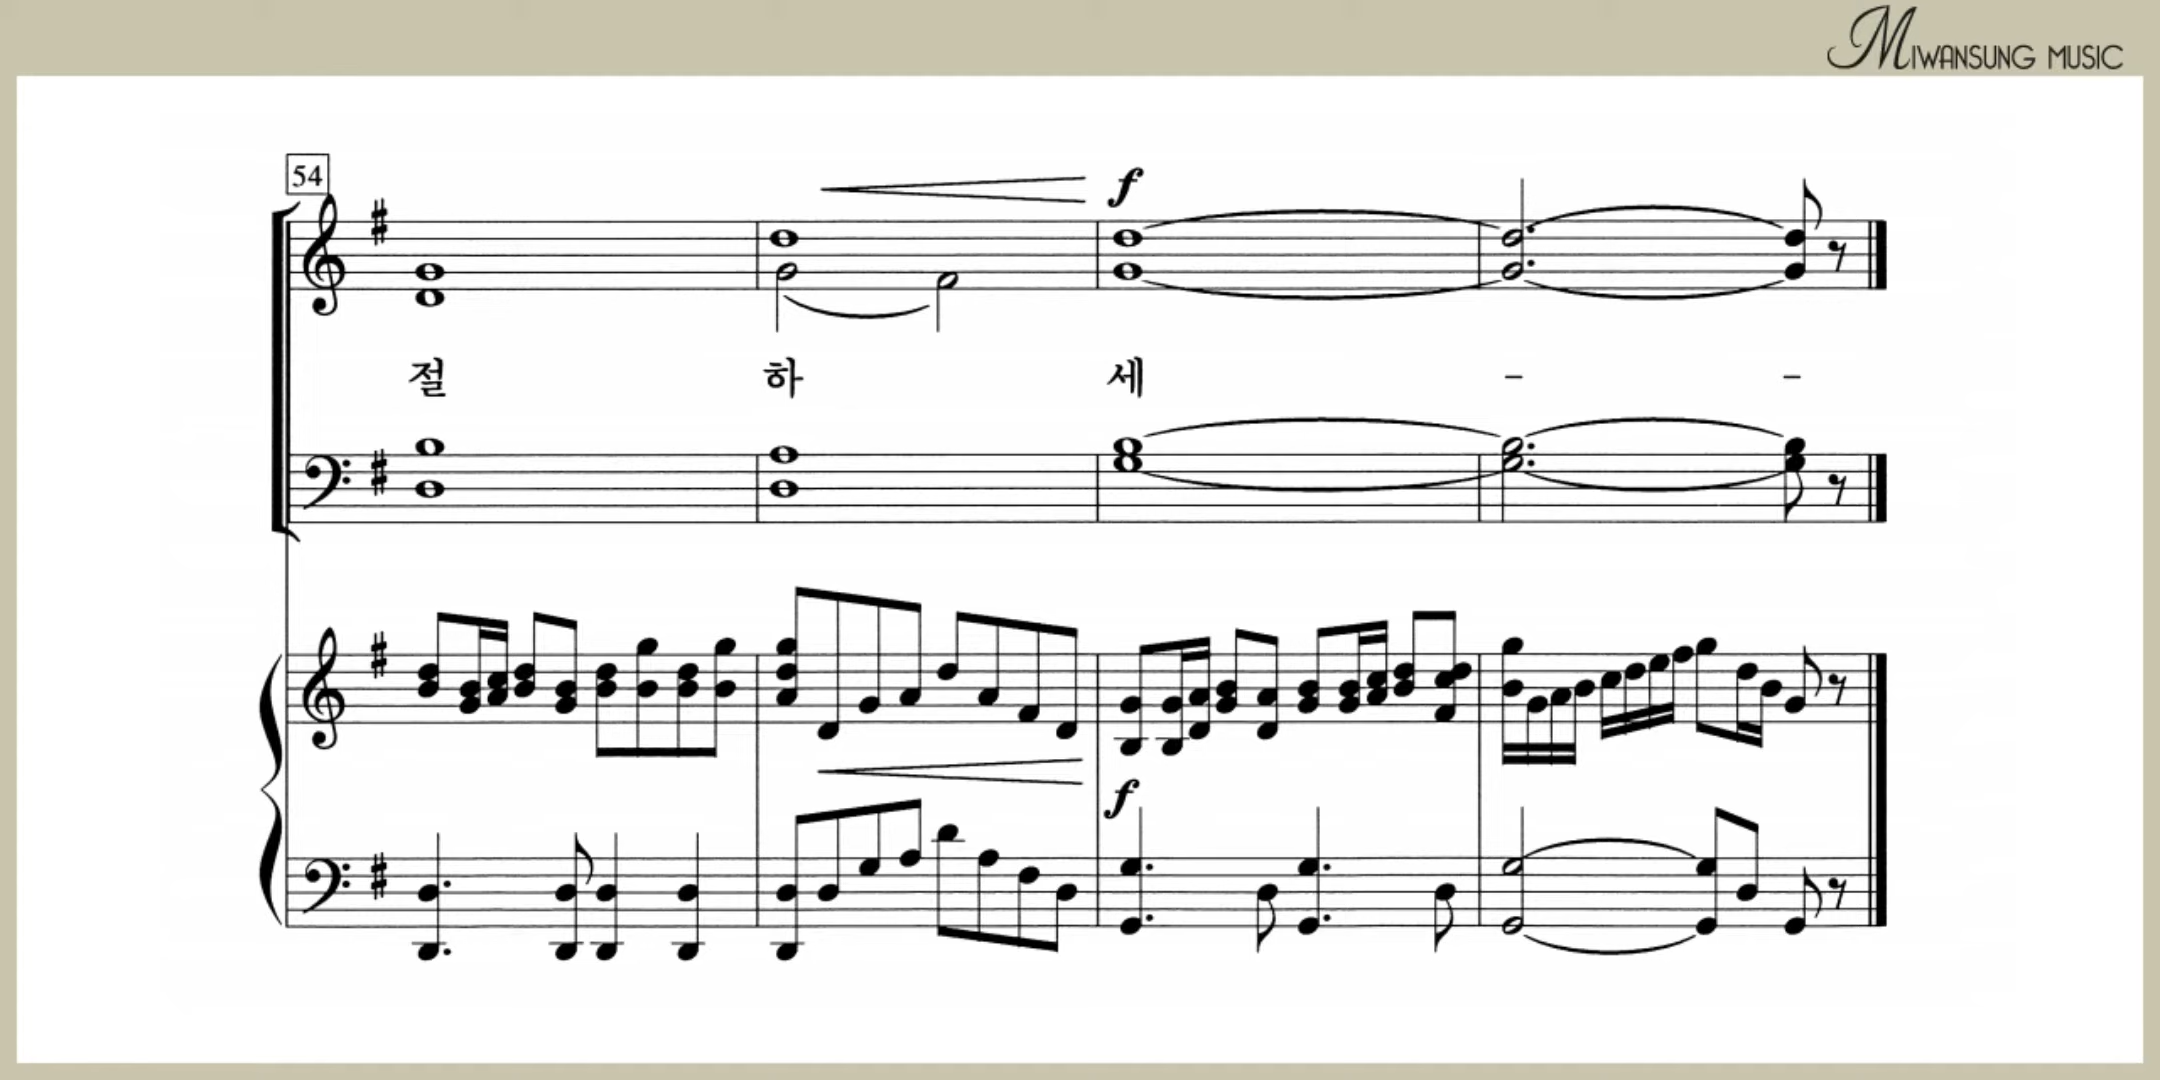 MIWANSUNG MUSIC
54
f
절 하 세 - -
f